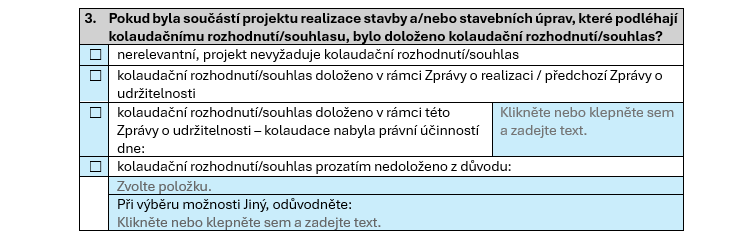 3. Pokud byla součástí projektu realizace stavby a/nebo stavebních úprav, které podléhají
kolaudačnímu rozhodnutí/souhlasu, bylo doloženo kolaudační rozhodnutí/souhlas?
☐ nerelevantní, projekt nevyžaduje kolaudační rozhodnutí/souhlas
☐ kolaudační rozhodnutí/souhlas doloženo v rámci Zprávy o realizaci / předchozí Zprávy o
udržitelnosti
☐ kolaudační rozhodnutí/souhlas doloženo v rámci této
Zprávy o udržitelnosti – kolaudace nabyla právní účinností
dne:
Klikněte nebo klepněte sem
a zadejte text.
☐ kolaudační rozhodnutí/souhlas prozatím nedoloženo z důvodu:
Zvolte položku.
Při výběru možnosti Jiný, odůvodněte:
Klikněte nebo klepněte sem a zadejte text.